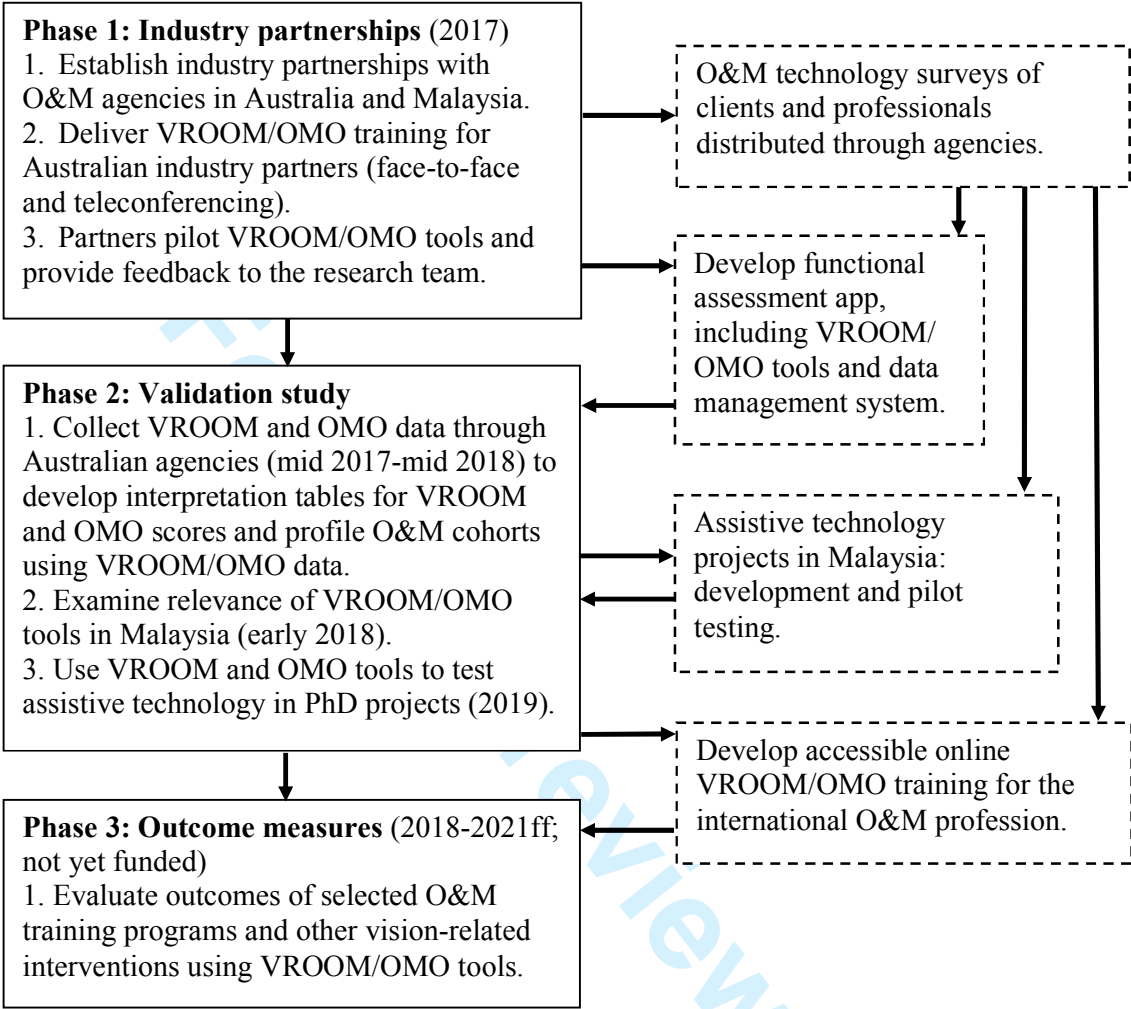 Phase 1: Industry partnerships (2017)
1. Establish industry partnerships with
O&M agencies in Australia and Malaysia.
2. Deliver VROOM/OMO training for
Australian industry partners (face-to-face
and teleconferencing).
3. Partners pilot VROOM/OMO tools and
provide feedback to the research team.
O&M technology surveys of
clients and professionals
distributed through agencies.
Develop functional
assessment app,
including VROOM/
OMO tools and data
management system.
Phase 2: Validation study
1. Collect VROOM and OMO data through
Australian agencies (mid 2017-mid 2018) to
develop interpretation tables for VROOM
and OMO scores and profile O&M cohorts
using VROOM/OMO data.
2. Examine relevance of VROOM/OMO
tools in Malaysia (early 2018).
3. Use VROOM and OMO tools to test
assistive technology in PhD projects (2019).
Assistive technology
projects in Malaysia:
development and pilot
testing.
Develop accessible online
VROOM/OMO training for the
international O&M profession.
Phase 3: Outcome measures (2018-2021ff;
not yet funded)
1. Evaluate outcomes of selected O&M
training programs and other vision-related
interventions using VROOM/OMO tools.